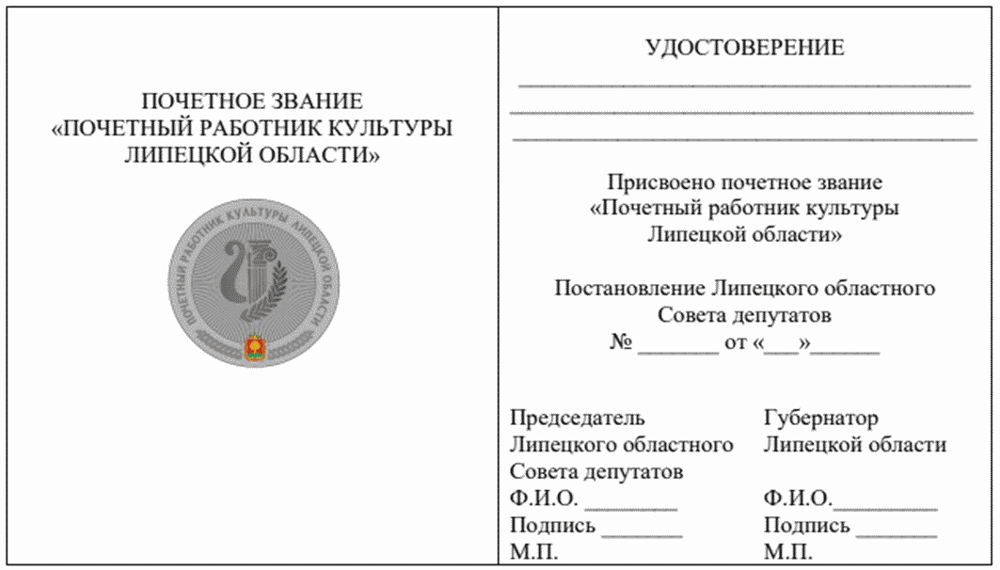 ПОЧЕТНОЕ ЗВАНИЕ
«ПОЧЕТНЫЙ РАБОТНИК КУЛЬТУРЫ
ЛИПЕЦКОЙ ОБЛАСТИ»
ПОЧЕТНЫЙ РАБОТНИК КУЛЬТУРЫ ЛИПЕЦКОЙ ОБЛАСТИ
УДОСТОВЕРЕНИЕ
Присвоено почетное звание
«Почетный работник культуры
Липецкой области»
Постановление Липецкого областного
Совета депутатов
№ _______ от «___»______
Председатель
Липецкого областного
Совета депутатов
Ф.И.О. ________
Подпись _______
М.П.
Губернатор
Липецкой области
Ф.И.О._________
Подпись _______
М.П.